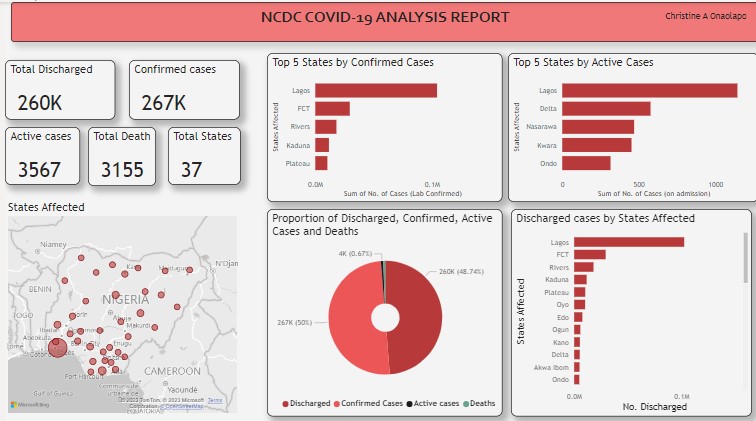 NCDC COVID-19 ANALYSIS REPORT
Christine A Onaolapo
Total Discharged
260K
Confirmed cases
267K
Active cases
3567
Total Death
3155
Total States
37
Top 5 States by Confirmed Cases
States Affected
Lagos
FCT
Rivers
Kaduna
Plateau
0.0M
0.1M
Sum of No. of Cases (Lab Confirmed)
Top 5 States by Active Cases
States Affected
Lagos
Delta
Nasarawa
Kwara
Ondo
0
500
1000
Sum of No. of Cases (on admission)
States Affected
Niamey
N'Djan
BENIN
NIGERIA
TOGO
Makurdi
Enugu
CAMEROON
Yaoundé
Gulf of Guinea
Microsoft Bing
© 2023 TomTom, © 2023 Microsoft
Corporation, © OpenStreetMap
Terms
Proportion of Discharged, Confirmed, Active
Cases and Deaths
4K (0.67%)
260K (48.74%)
267K (50%)
Discharged
Confirmed Cases
Active cases
Deaths
Discharged cases by States Affected
States Affected
Lagos
FCT
Rivers
Kaduna
Plateau
Oyo
Edo
Ogun
Kano
Delta
Akwa Ibom
Ondo
0.0M
0.1M
No. Discharged